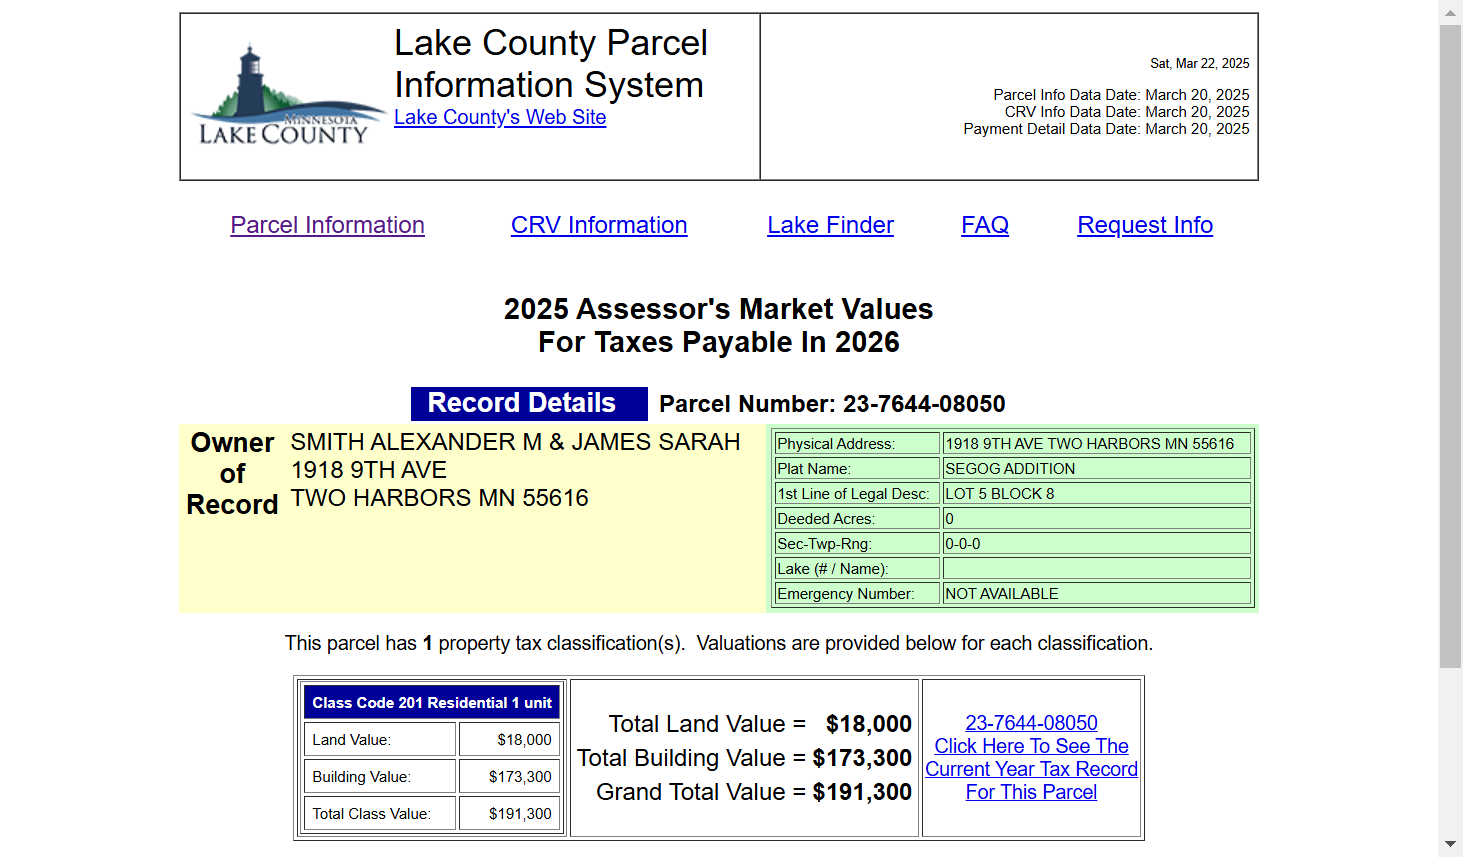 MINNESOTA
LAKE COUNTY
Lake County Parcel
Information System
Lake County's Web Site
Sat, Mar 22, 2025
Parcel Info Data Date: March 20, 2025
CRV Info Data Date: March 20, 2025
Payment Detail Data Date: March 20, 2025
Parcel Information CRV Information Lake Finder FAQ Request Info
2025 Assessor's Market Values
For Taxes Payable In 2026
Record Details Parcel Number: 23-7644-08050
Owner
of
Record
SMITH ALEXANDER M & JAMES SARAH
1918 9TH AVE
TWO HARBORS MN 55616
Physical Address: 1918 9TH AVE TWO HARBORS MN 55616
Plat Name: SEGOG ADDITION
1st Line of Legal Desc: LOT 5 BLOCK 8
Deeded Acres: 0
Sec-Twp-Rng: 0-0-0
Lake (# / Name):
Emergency Number: NOT AVAILABLE
This parcel has 1 property tax classification(s).  Valuations are provided below for each classification.
Class Code 201 Residential 1 unit
Land Value: $18,000
Building Value: $173,300
Total Class Value: $191,300
Total Land Value = $18,000
Total Building Value = $173,300
Grand Total Value = $191,300
23-7644-08050
Click Here To See The
Current Year Tax Record
For This Parcel